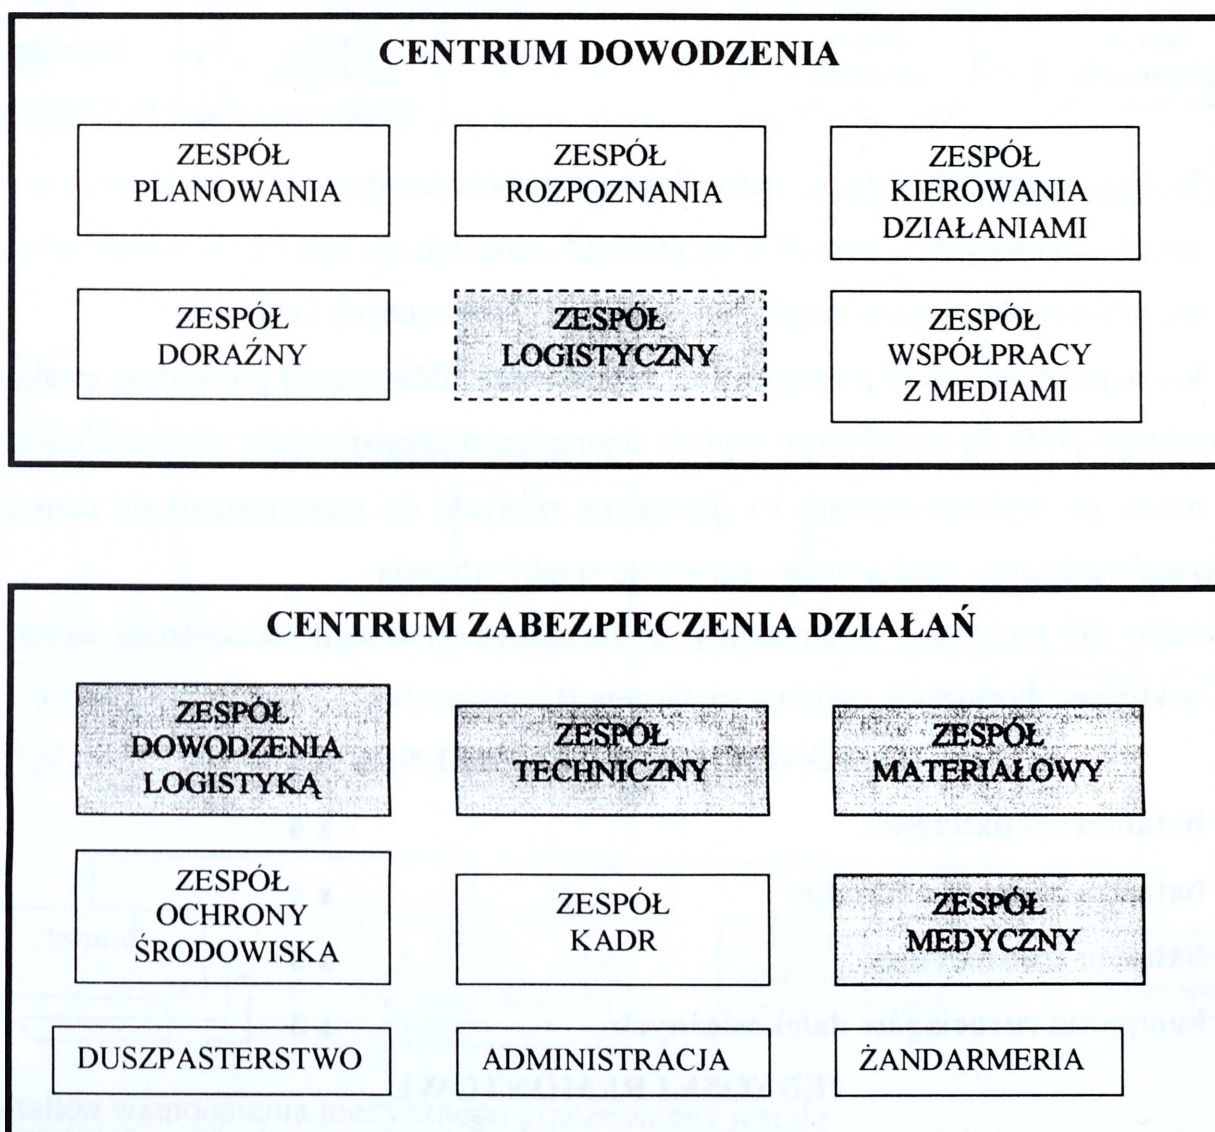 CENTRUM DOWODZENIA
ZESPÓŁ
PLANOWANIA
ZESPÓŁ
ROZPOZNANIA
ZESPÓŁ
KIEROWANIA
DZIAŁANIAMI
ZESPÓŁ
DORAŹNY
ZESPÓŁ
LOGISTYCZNY
ZESPÓŁ
WSPÓŁPRACY
Z MEDIAMI
CENTRUM ZABEZPIECZENIA DZIAŁAŃ
ZESPÓŁ
DOWODZENIA
LOGISTYKĄ
ZESPÓŁ
TECHNICZNY
ZESPÓŁ
MATERIAŁOWY
ZESPÓŁ
OCHRONY
ŚRODOWISKA
ZESPÓŁ
KADR
ZESPÓŁ
MEDYCZNY
DUSZPASTERSTWO
ADMINISTRACJA
ŻANDARMERIA